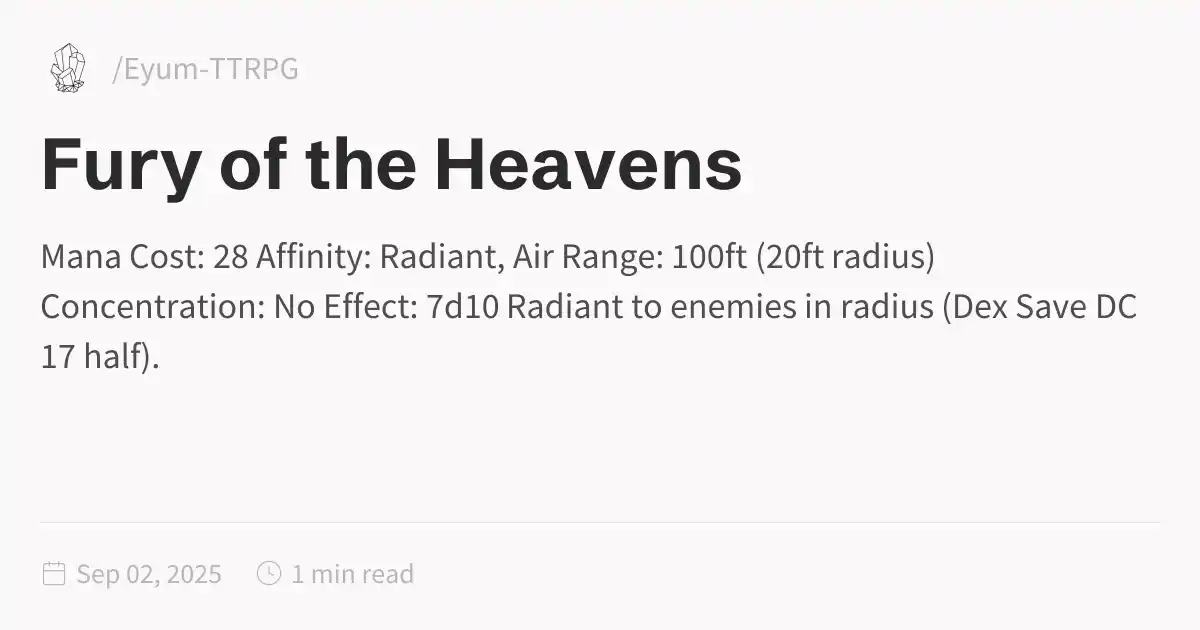 /Eyum-TTRPG
Fury of the Heavens
Mana Cost: 28 Affinity: Radiant, Air Range: 100ft (20ft radius)
Concentration: No Effect: 7d10 Radiant to enemies in radius (Dex Save DC
17 half).
Sep 02, 2025 1 min read